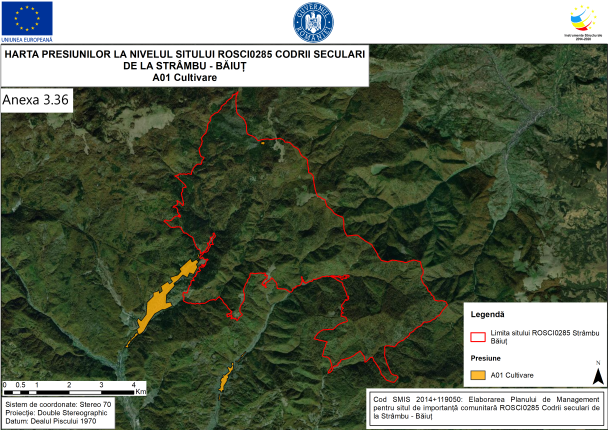 UNIUNEA EUROPEANĂ
GUVERNUL ROMÂNIEI
Instrumente Structurale
2014-2020
HARTA PRESIUNILOR LA NIVELUL SITULUI ROSCI0285 CODRII SECULARI
DE LA STRÂMBU - BĂIUȚ
A01 Cultivare
Anexa 3.36
Legendă
Limita sitului ROSCI0285 Strâmbu
Băiuț
Presiune
A01 Cultivare
0 0.5 1 2 3 4
Km
N
Sistem de coordonate: Stereo 70
Proiecție: Double Stereographic
Datum: Dealul Piscului 1970
Cod SMIS 2014+119050: Elaborarea Planului de Management
pentru situl de importanță comunitară ROSCI0285 Codrii seculari de
la Strâmbu - Băiuț